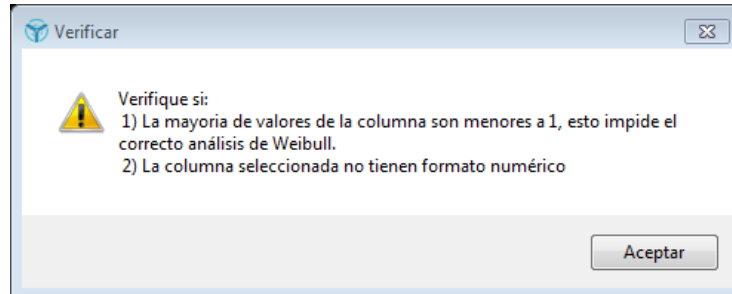 Verificar
Verifique si:
1) La mayoria de valores de la columna son menores a 1, esto impide el
correcto análisis de Weibull.
2) La columna seleccionada no tienen formato numérico
Aceptar